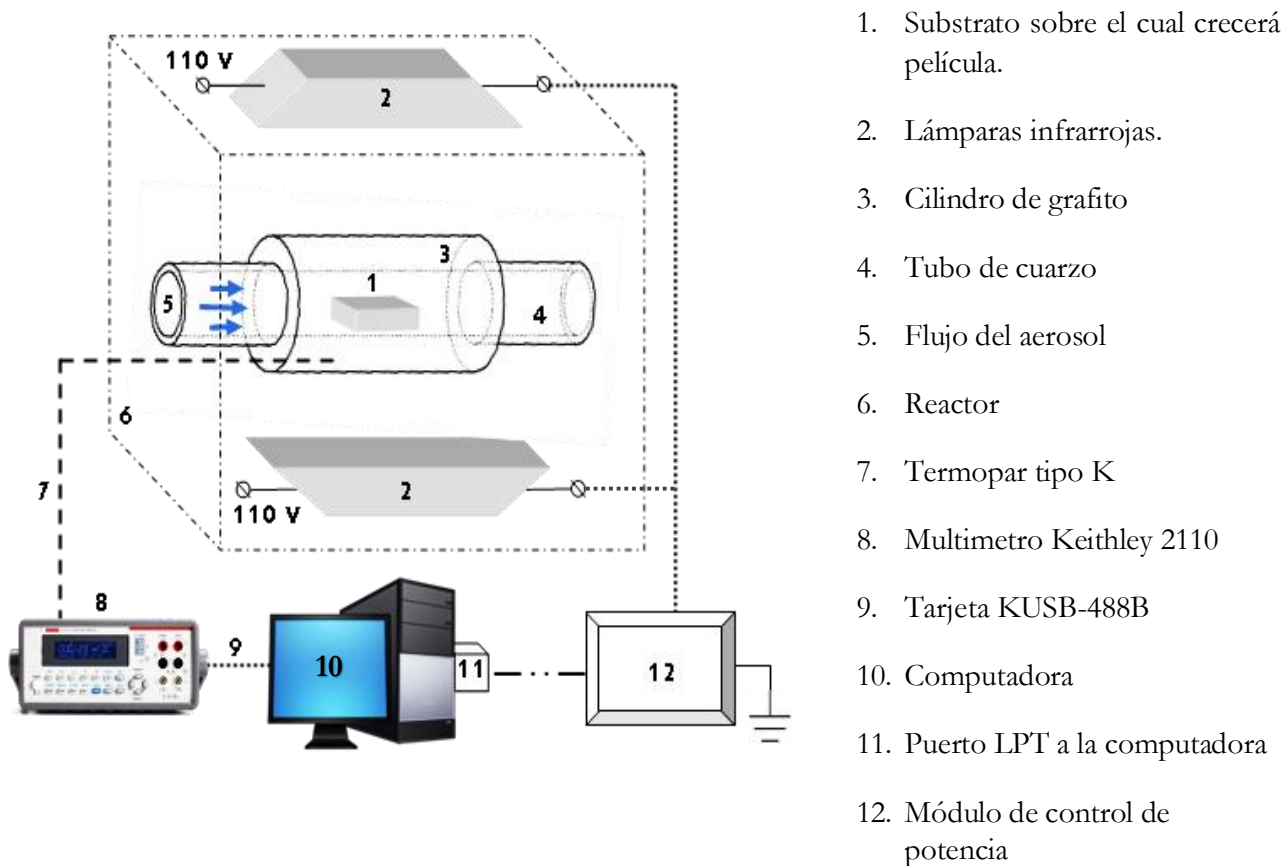 110 V
2
3
1
5
4
6
7
2
110 V
8
9
10
11
12
1. Substrato sobre el cual crecerá
película.
2. Lámparas infrarrojas.
3. Cilindro de grafito
4. Tubo de cuarzo
5. Flujo del aerosol
6. Reactor
7. Termopar tipo K
8. Multimetro Keithley 2110
9. Tarjeta KUSB-488B
10. Computadora
11. Puerto LPT a la computadora
12. Módulo de control de
potencia